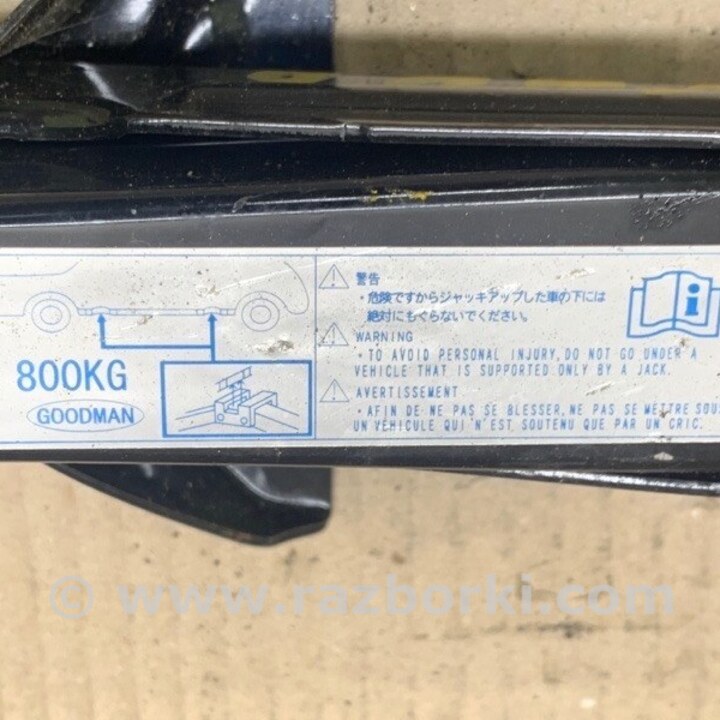 800KG
GOODMAN
警告
・危険ですからジャッキアップした車の下には
絶対にもぐらないでください。
WARNING
・TO AVOID PERSONAL INJURY, DO NOT GO UNDER A
VEHICLE THAT IS SUPPORTED ONLY BY A JACK.
AVERTISSEMENT
・AFIN DE NE PAS SE BLESSER, NE PAS SE METTRE SOU
UN VÉHICULE QUI N'EST SOUTENU QUE PAR UN CRIC.
© www.razborki.com